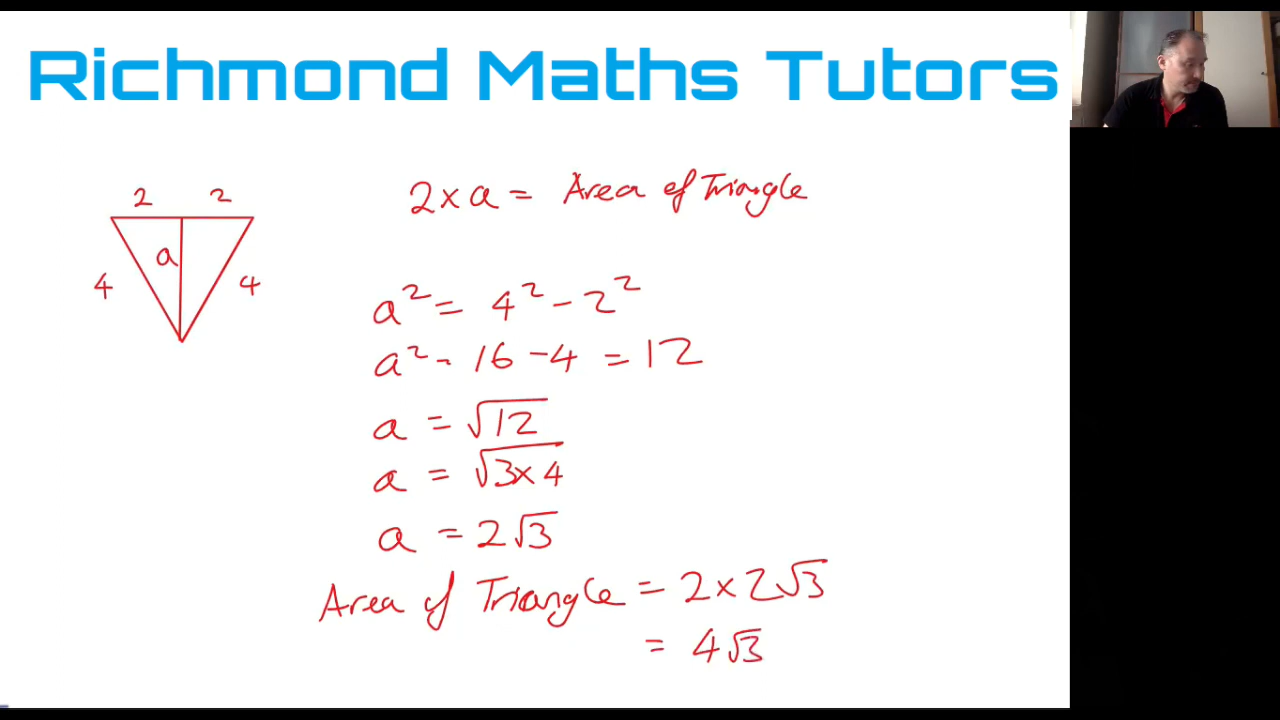 Richmond Maths Tutors
2 2
2 x a = Area of Triangle
a
4 4
a² = 4² - 2²
a² - 16 - 4 = 12
a = √12
a = √3x4
a = 2√3
Area of Triangle = 2 x 2√3
= 4√3